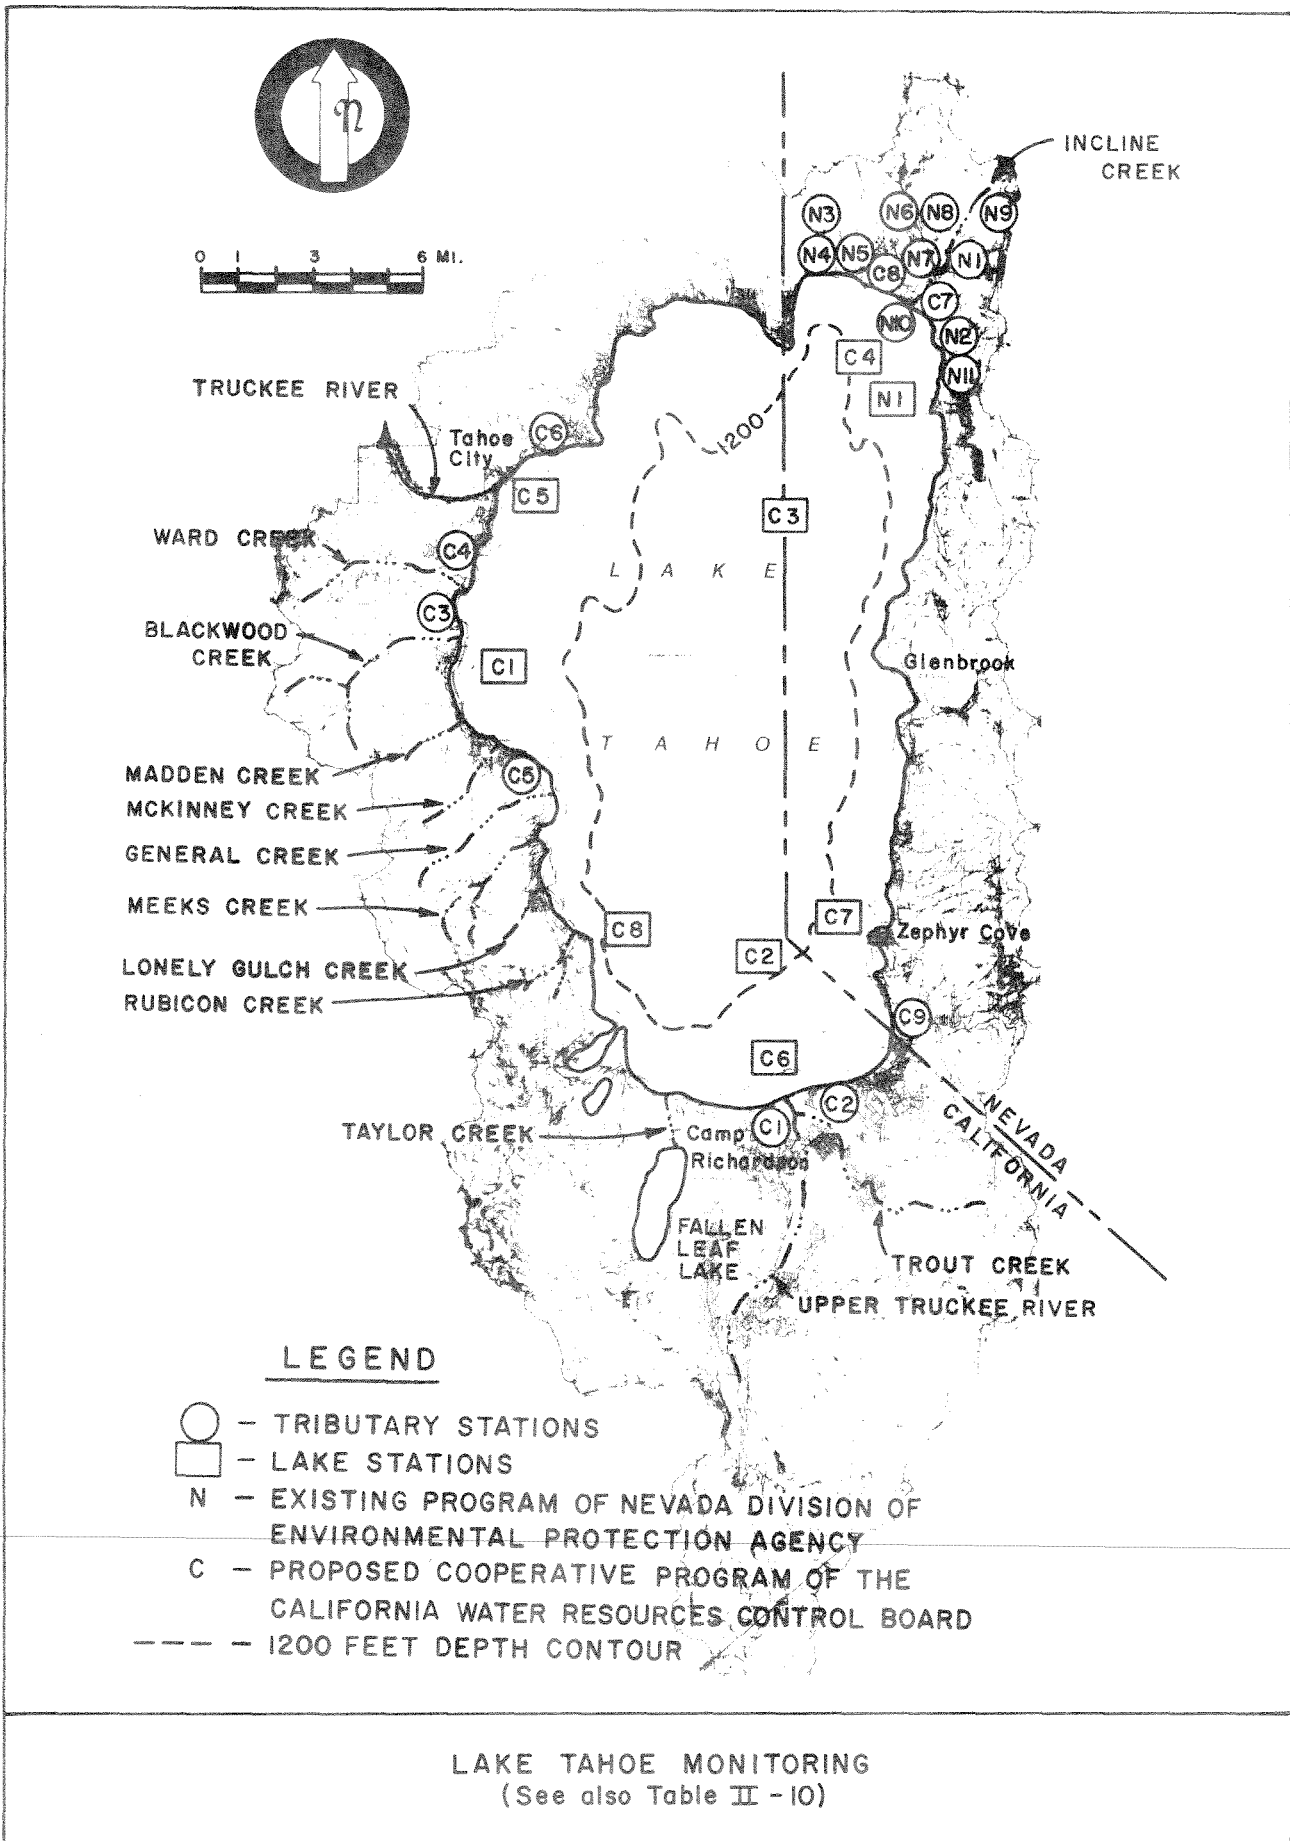 N
0 1 3 6 MI.
INCLINE
CREEK
N3
N6
N8
N9
N4
N5
C8
N7
N1
C7
N10
N2
C4
N11
N1
1200
TRUCKEE RIVER
Tahoe
City
C6
C5
C3
WARD CREEK
C4
LAKE
C3
BLACKWOOD
CREEK
C1
Glenbrook
TAHOE
MADDEN CREEK
C5
MCKINNEY CREEK
GENERAL CREEK
MEEKS CREEK
C8
C7
Zephyr Cove
C2
LONELY GULCH CREEK
RUBICON CREEK
C9
C6
C2
NEVADA
CALIFORNIA
TAYLOR CREEK
Camp
Richardson
C1
FALLEN
LEAF
LAKE
TROUT CREEK
UPPER TRUCKEE RIVER
LEGEND
– TRIBUTARY STATIONS
– LAKE STATIONS
N – EXISTING PROGRAM OF NEVADA DIVISION OF
ENVIRONMENTAL PROTECTION AGENCY
C – PROPOSED COOPERATIVE PROGRAM OF THE
CALIFORNIA WATER RESOURCES CONTROL BOARD
– 1200 FEET DEPTH CONTOUR
LAKE TAHOE MONITORING
(See also Table II - 10)